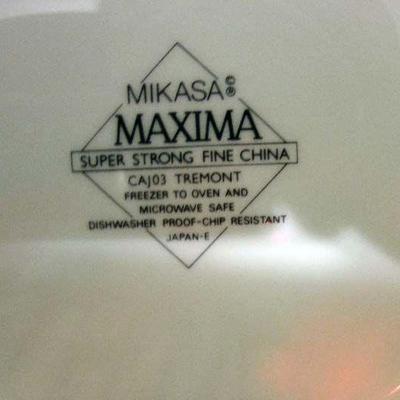 MIKASA ©®
MAXIMA
SUPER STRONG FINE CHINA
CAJ03 TREMONT
FREEZER TO OVEN AND
MICROWAVE SAFE
DISHWASHER PROOF-CHIP RESISTANT
JAPAN-E